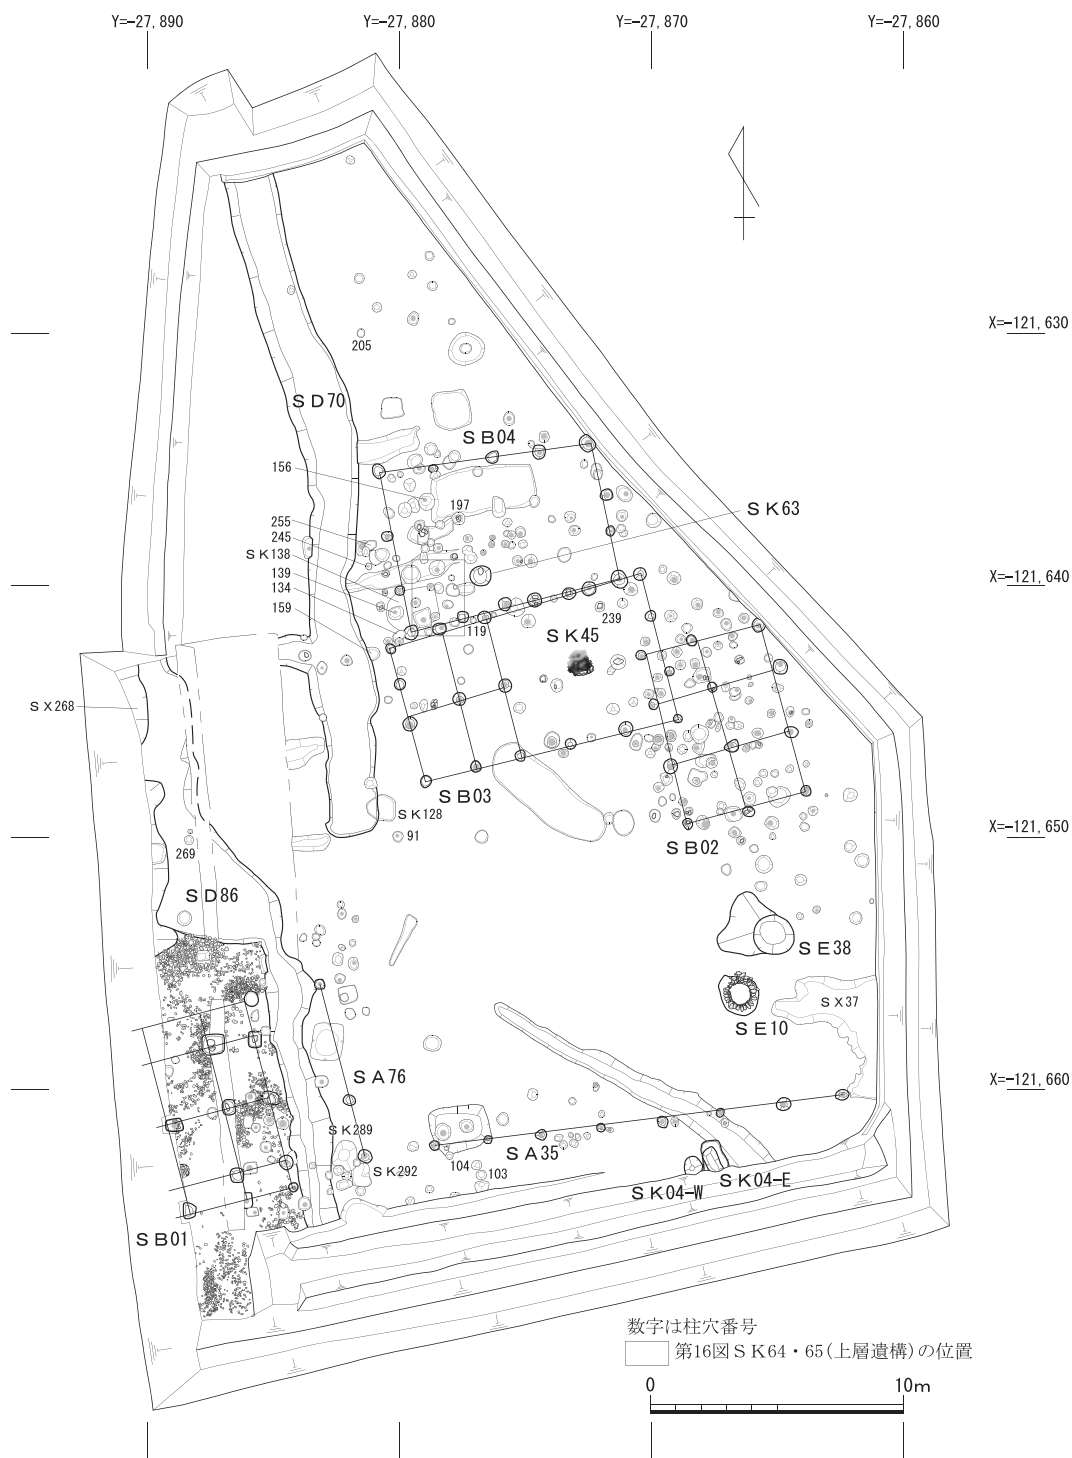 Y=-27,890
Y=-27,880
Y=-27,870
Y=-27,860
X=-121,630
205
SD70
SB04
156
197
SK63
255
245
SK138
139
134
159
X=-121,640
119
239
SK45
SX268
SB03
SK128
91
SB02
X=-121,650
269
SD86
SE38
SX37
SE10
SA76
X=-121,660
SK289
SA35
104
SK292
103
SK04-W
SK04-E
SB01
数字は柱穴番号
第16図SK64・65(上層遺構)の位置
0
10m